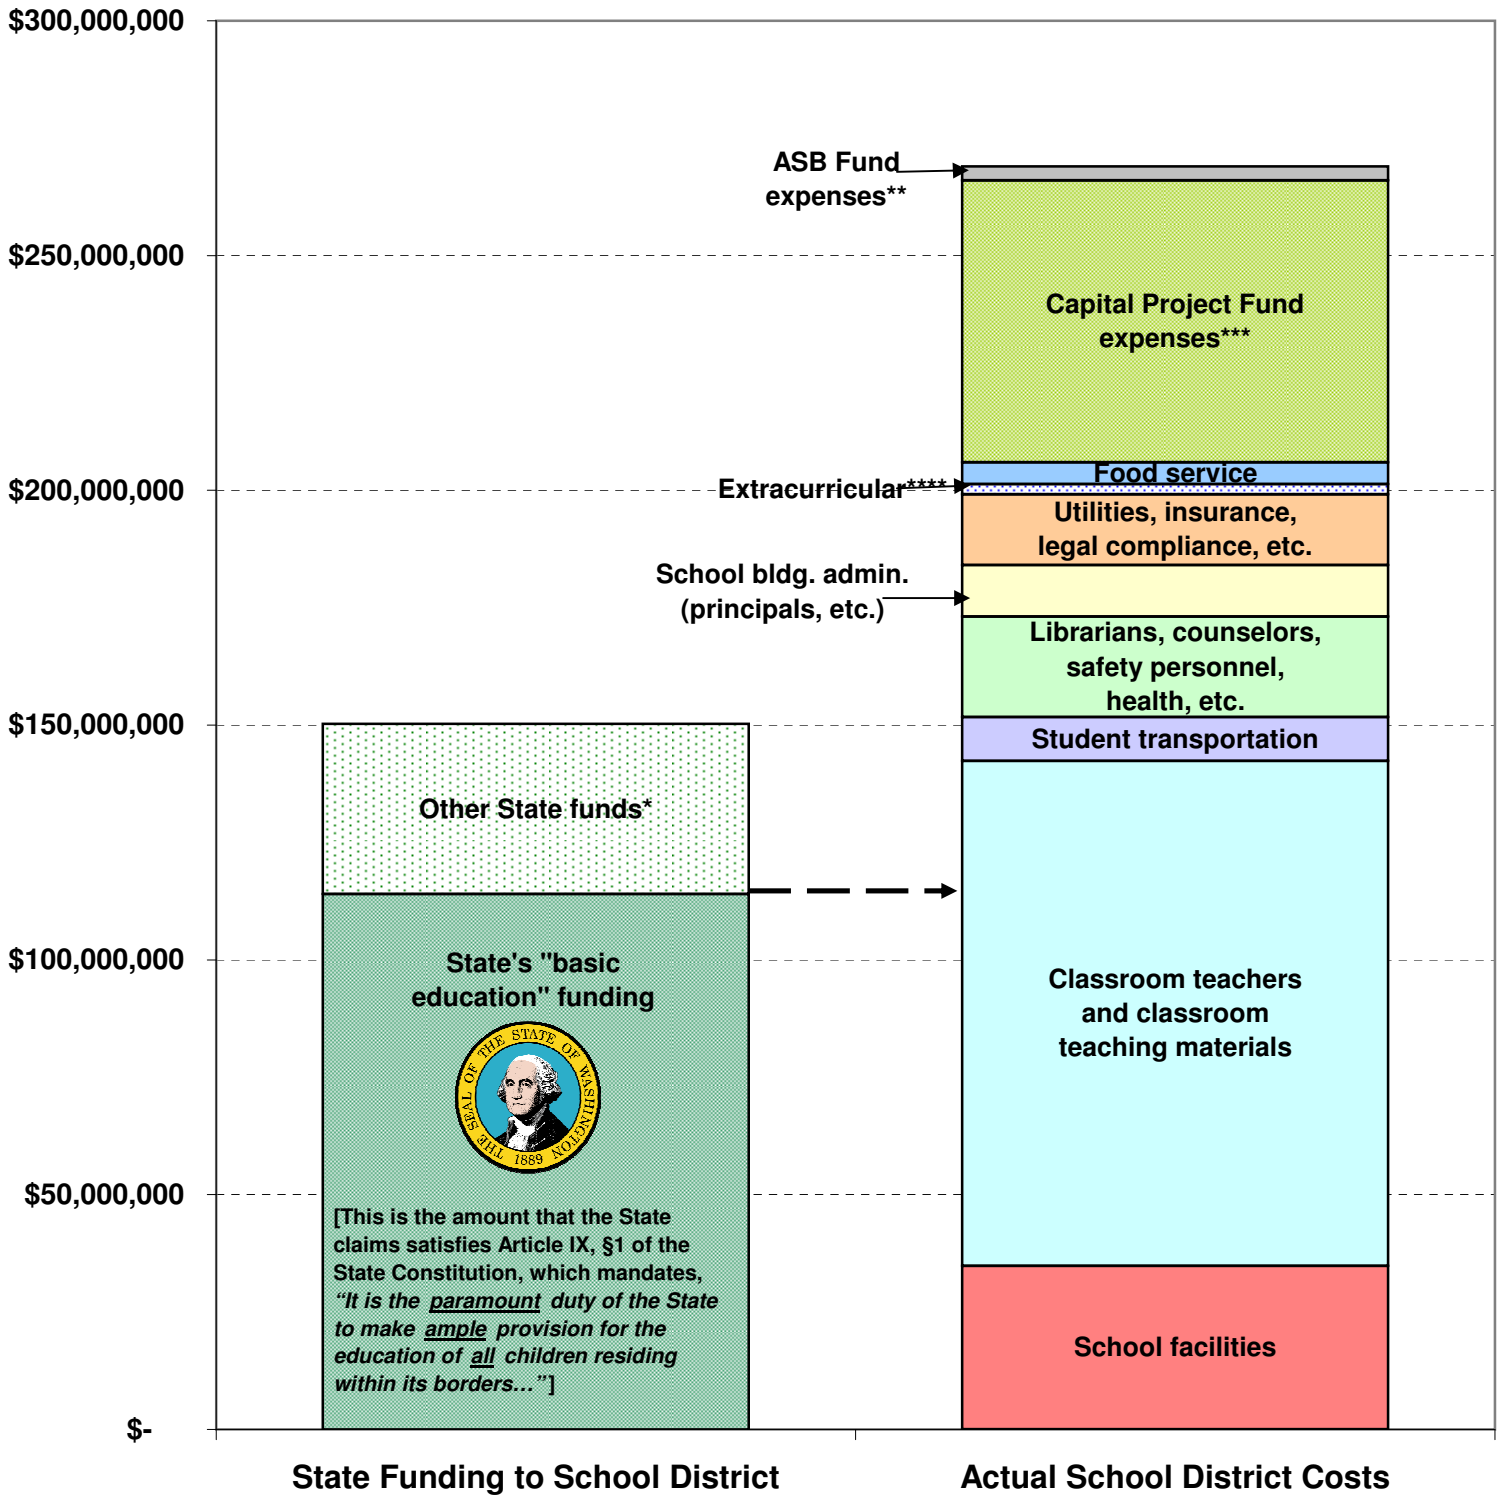 $300,000,000
$250,000,000
$200,000,000
$150,000,000
$100,000,000
$50,000,000
$-
ASB Fund
expenses**
Capital Project Fund
expenses***
Food service
Extracurricular****
Utilities, insurance,
legal compliance, etc.
School bldg. admin.
(principals, etc.)
Librarians, counselors,
safety personnel,
health, etc.
Student transportation
Other State funds*
State's "basic
education" funding
THE SEAL OF THE STATE OF WASHINGTON
1889
[This is the amount that the State
claims satisfies Article IX, §1 of the
State Constitution, which mandates,
“It is the paramount duty of the State
to make ample provision for the
education of all children residing
within its borders…”]
Classroom teachers
and classroom
teaching materials
School facilities
State Funding to School District
Actual School District Costs